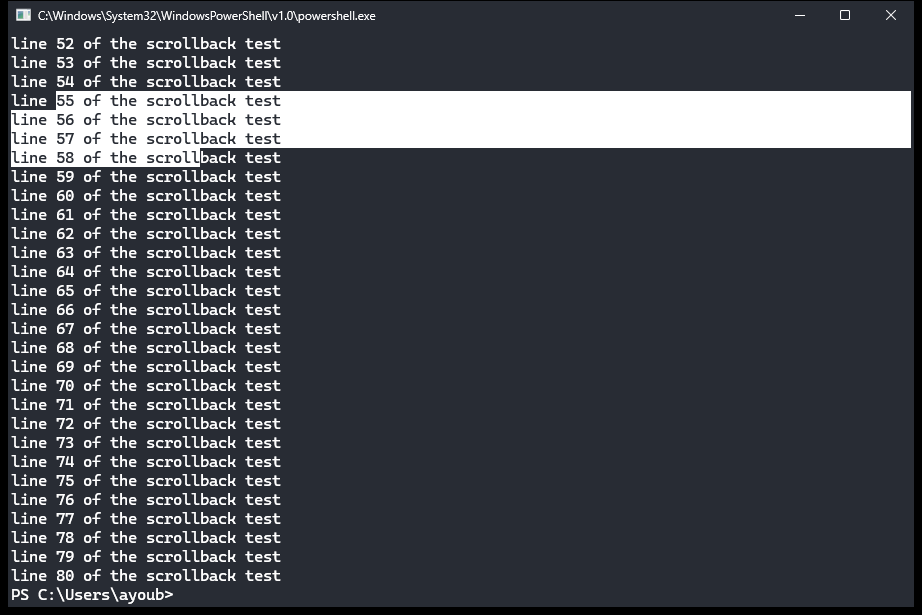 C:\Windows\System32\WindowsPowerShell\v1.0\powershell.exe
line 52 of the scrollback test
line 53 of the scrollback test
line 54 of the scrollback test
line 55 of the scrollback test
line 56 of the scrollback test
line 57 of the scrollback test
line 58 of the scrollback test
line 59 of the scrollback test
line 60 of the scrollback test
line 61 of the scrollback test
line 62 of the scrollback test
line 63 of the scrollback test
line 64 of the scrollback test
line 65 of the scrollback test
line 66 of the scrollback test
line 67 of the scrollback test
line 68 of the scrollback test
line 69 of the scrollback test
line 70 of the scrollback test
line 71 of the scrollback test
line 72 of the scrollback test
line 73 of the scrollback test
line 74 of the scrollback test
line 75 of the scrollback test
line 76 of the scrollback test
line 77 of the scrollback test
line 78 of the scrollback test
line 79 of the scrollback test
line 80 of the scrollback test
PS C:\Users\ayoub>